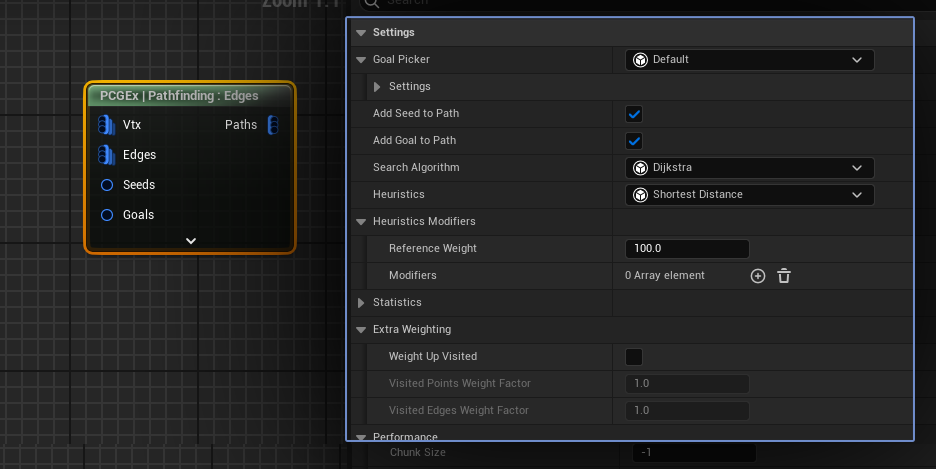 Zoom 1:1
Search
Settings
Goal Picker
Default
Settings
Add Seed to Path
Add Goal to Path
Search Algorithm
Dijkstra
Heuristics
Shortest Distance
Heuristics Modifiers
Reference Weight
100.0
Modifiers
0 Array element
Statistics
Extra Weighting
Weight Up Visited
Visited Points Weight Factor
1.0
Visited Edges Weight Factor
1.0
Performance
Chunk Size
-1
PCGEx | Pathfinding : Edges
Vtx
Paths
Edges
Seeds
Goals